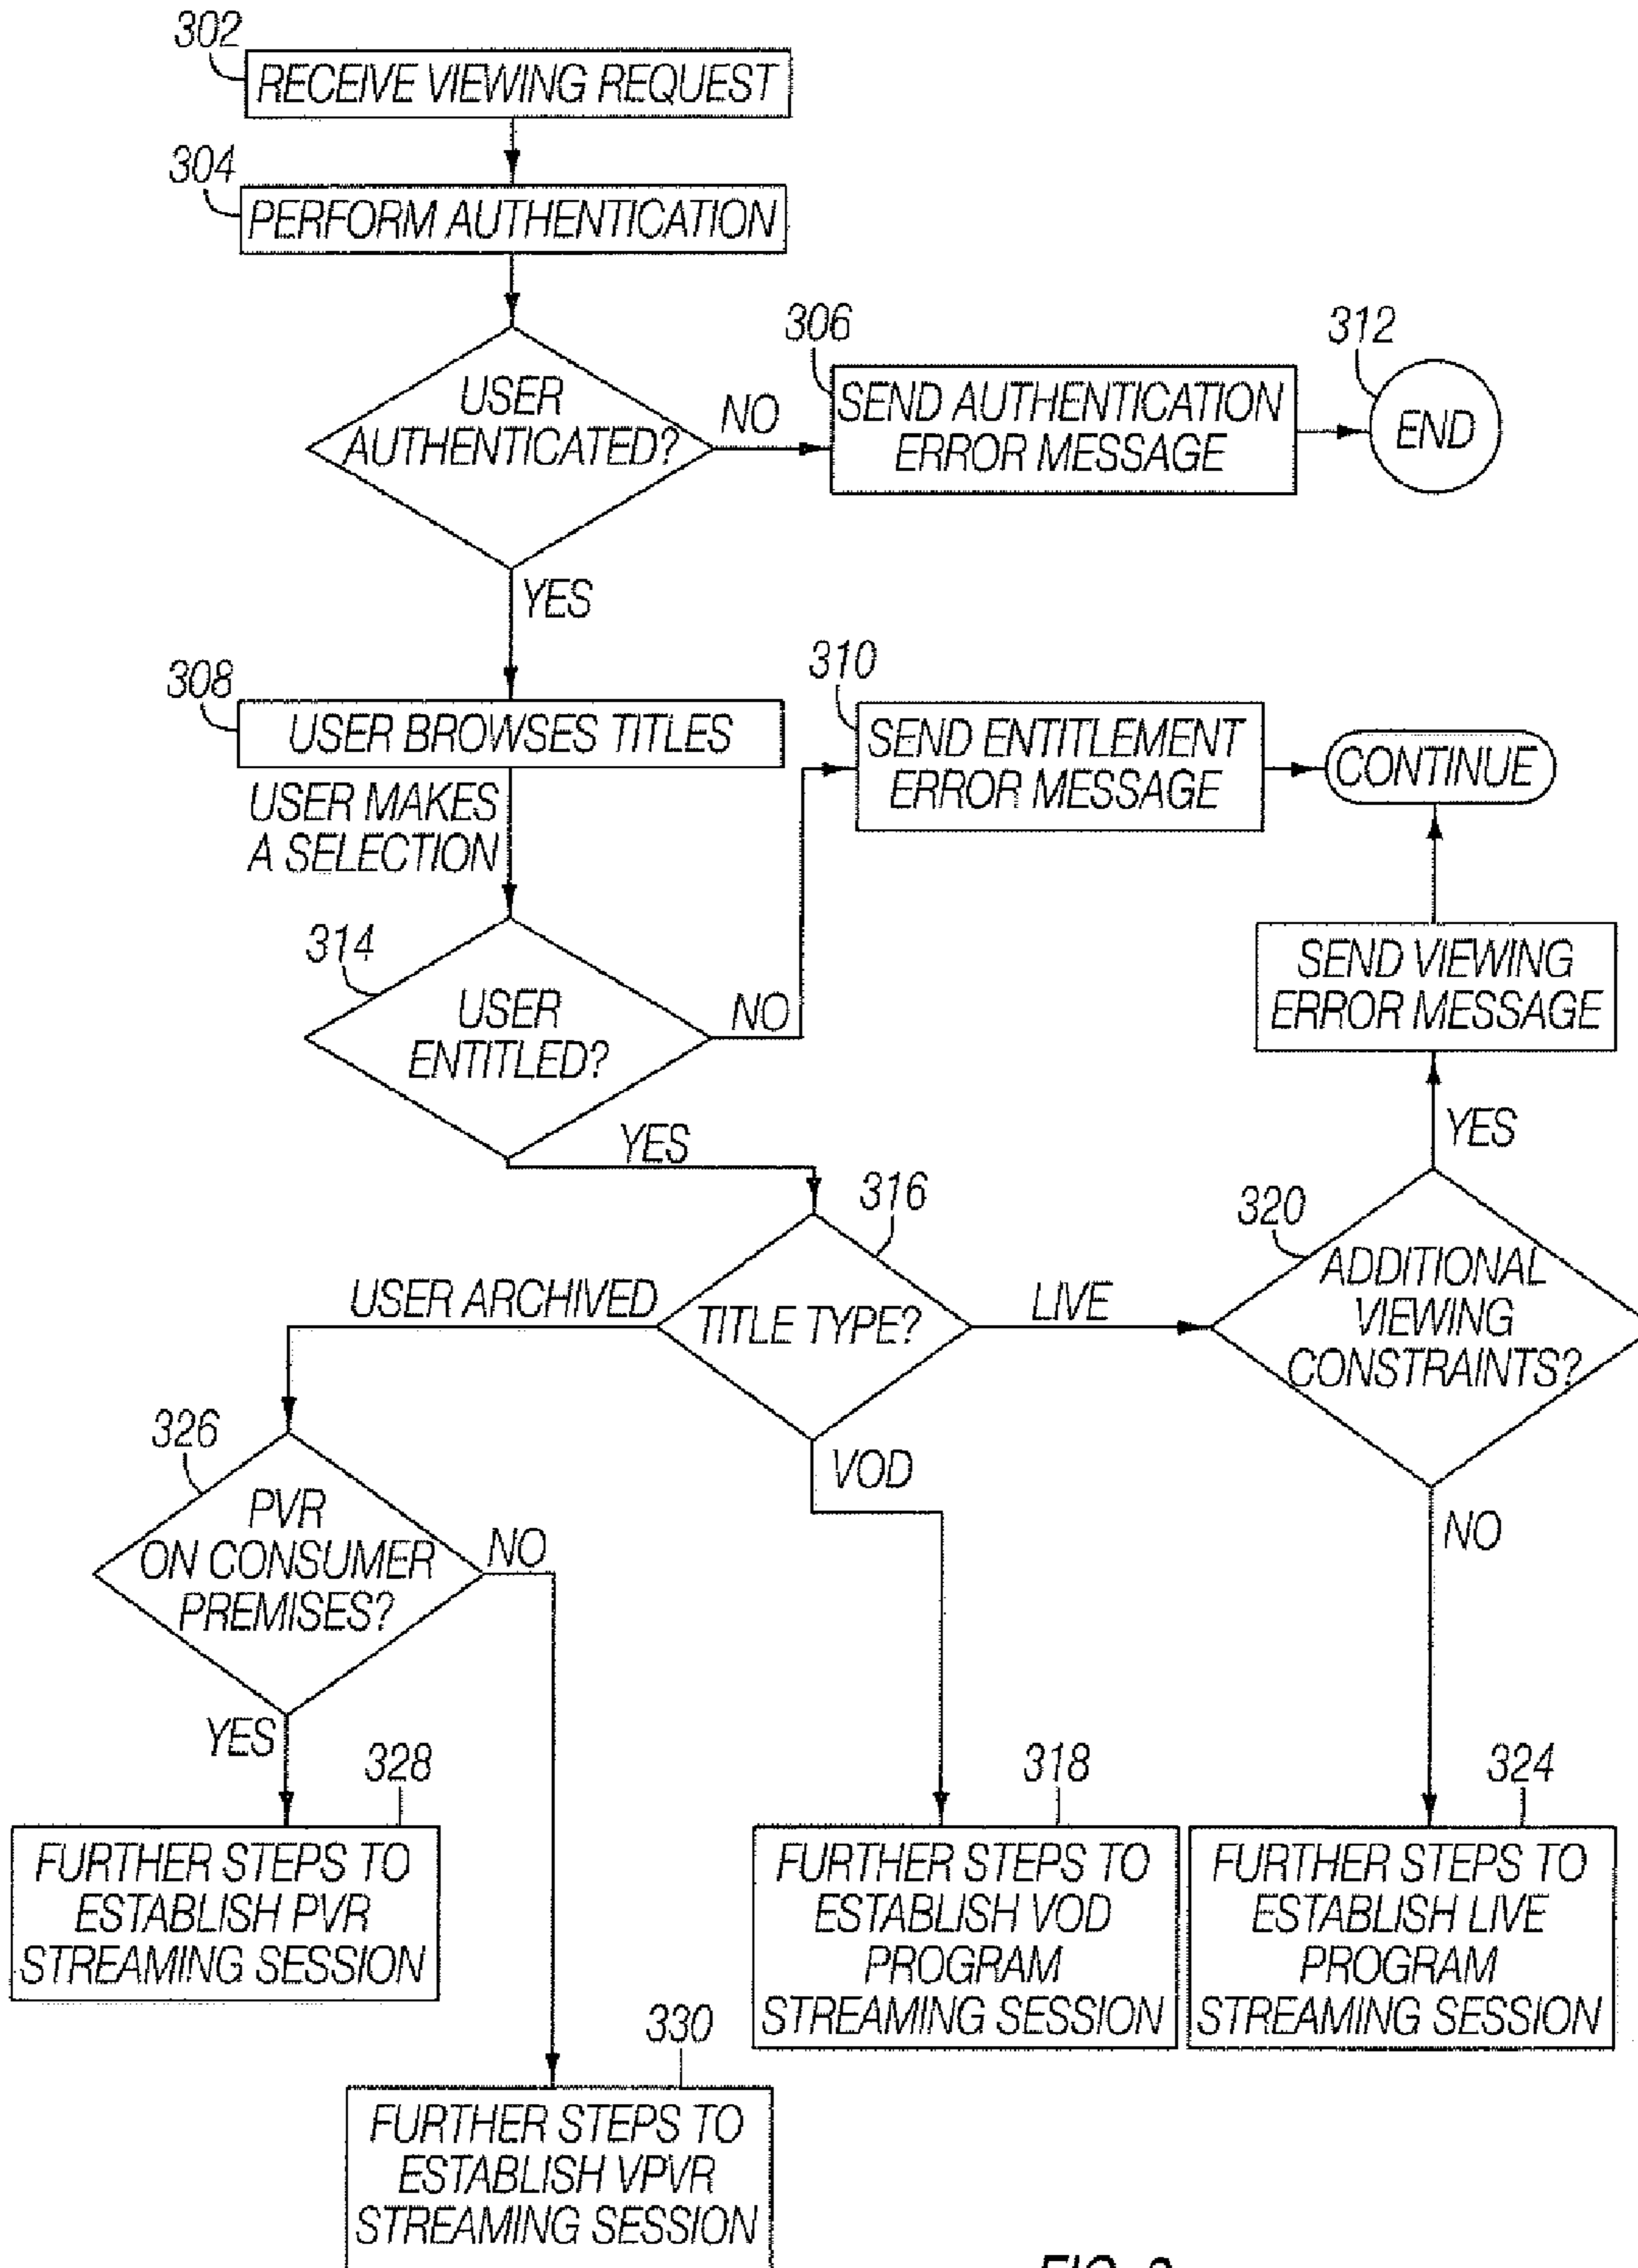 302
RECEIVE VIEWING REQUEST
304
PERFORM AUTHENTICATION
USER
AUTHENTICATED?
NO
306
SEND AUTHENTICATION
ERROR MESSAGE
312
END
YES
308
USER BROWSES TITLES
310
SEND ENTITLEMENT
ERROR MESSAGE
CONTINUE
USER MAKES
A SELECTION
314
USER
ENTITLED?
NO
SEND VIEWING
ERROR MESSAGE
YES
YES
316
TITLE TYPE?
USER ARCHIVED
LIVE
320
ADDITIONAL
VIEWING
CONSTRAINTS?
VOD
NO
326
PVR
ON CONSUMER
PREMISES?
NO
YES
328
FURTHER STEPS TO
ESTABLISH PVR
STREAMING SESSION
318
FURTHER STEPS TO
ESTABLISH VOD
PROGRAM
STREAMING SESSION
324
FURTHER STEPS TO
ESTABLISH LIVE
PROGRAM
STREAMING SESSION
330
FURTHER STEPS TO
ESTABLISH VPVR
STREAMING SESSION
FIG.